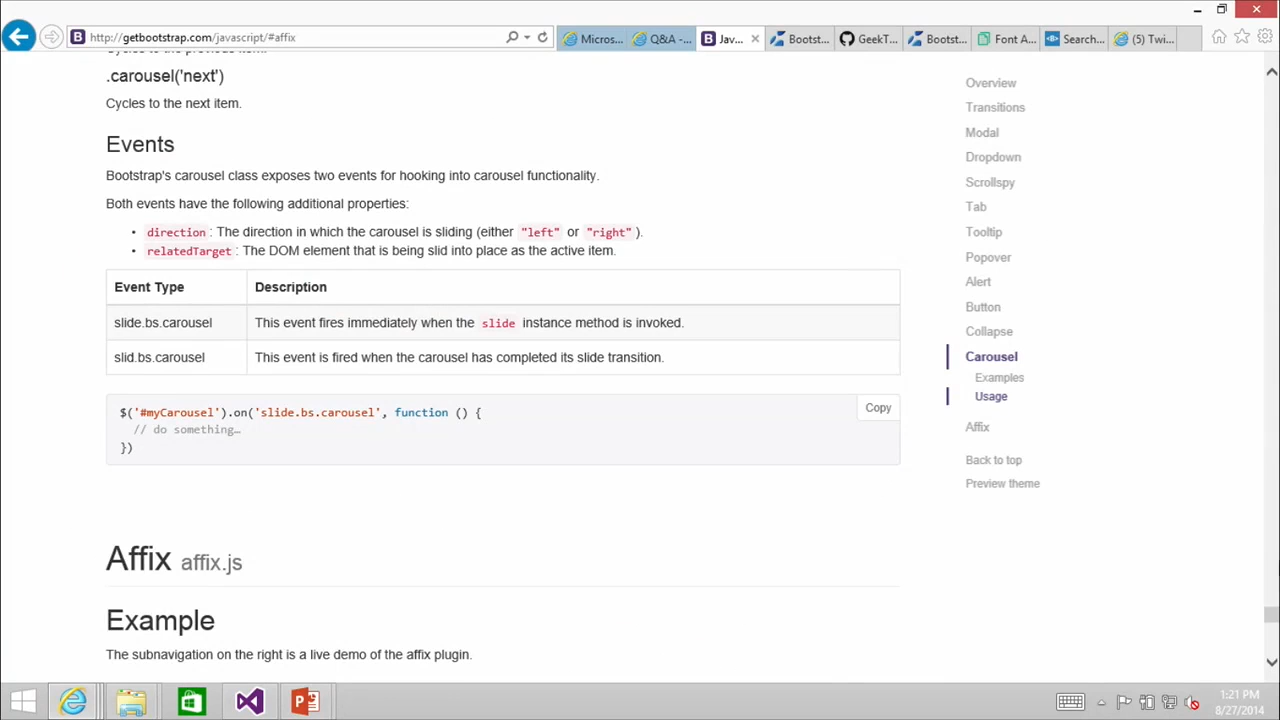 http://getbootstrap.com/javascript/#affix
Micros...
Q&A -...
Jav...
Bootst...
GeekT...
Bootst...
Font A...
Search...
(5) Twi...
.carousel('next')
Cycles to the next item.
Events
Bootstrap's carousel class exposes two events for hooking into carousel functionality.
Both events have the following additional properties:
• direction : The direction in which the carousel is sliding (either "left" or "right" ).
• relatedTarget : The DOM element that is being slid into place as the active item.
Event Type Description
slide.bs.carousel This event fires immediately when the slide instance method is invoked.
slid.bs.carousel This event is fired when the carousel has completed its slide transition.
Copy
$('#myCarousel').on('slide.bs.carousel', function () {
// do something…
})
Affix affix.js
Example
The subnavigation on the right is a live demo of the affix plugin.
Overview
Transitions
Modal
Dropdown
Scrollspy
Tab
Tooltip
Popover
Alert
Button
Collapse
Carousel
Examples
Usage
Affix
Back to top
Preview theme
1:21 PM
8/27/2014